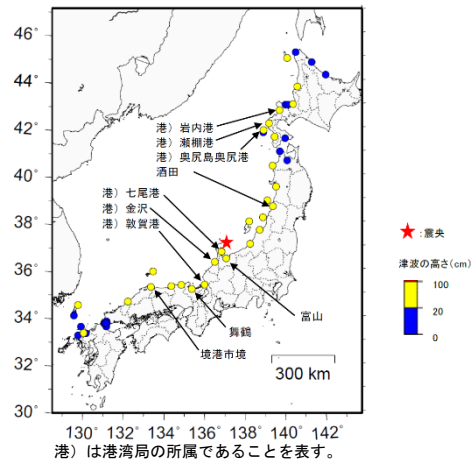 46°
44°
42°
40°
38°
36°
34°
32°
30°
130°
132°
134°
136°
138°
140°
142°
港）岩内港
港）瀬棚港
港）奥尻島奥尻港
酒田
港）七尾港
港）金沢
港）敦賀港
富山
舞鶴
境港市境
300 km
:震央
津波の高さ(cm)
100
20
0
港）は港湾局の所属であることを表す。